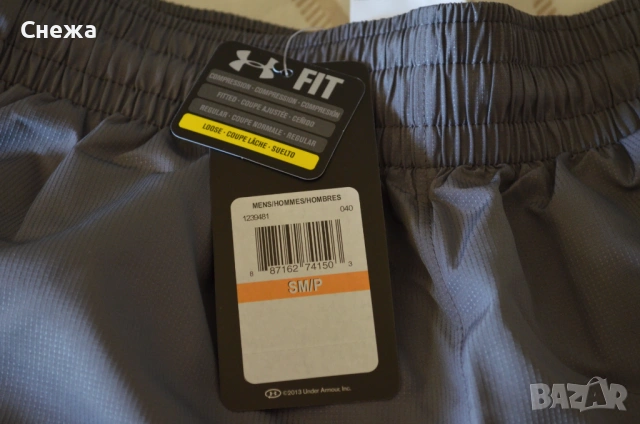 Снежа
FIT
COMPRESSION · COMPRESSION · COMPRESIÓN
FITTED · COUPE AJUSTÉE · CEÑIDO
REGULAR · COUPE NORMALE · REGULAR
LOOSE · COUPE LÂCHE · SUELTO
MENS/HOMMES/HOMBRES
1239481 040
8 87162 74150 3
SM/P
©2013 Under Armour, Inc.
BAZAR